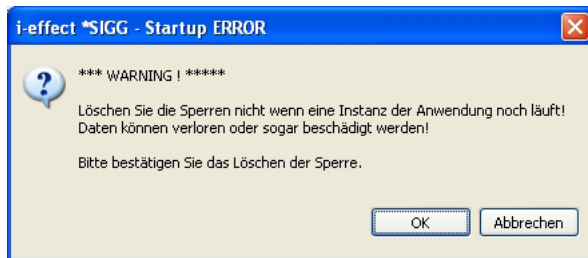 i-effect *SIGG - Startup ERROR
*** WARNING ! *****
Löschen Sie die Sperren nicht wenn eine Instanz der Anwendung noch läuft!
Daten können verloren oder sogar beschädigt werden!
Bitte bestätigen Sie das Löschen der Sperre.
OK
Abbrechen